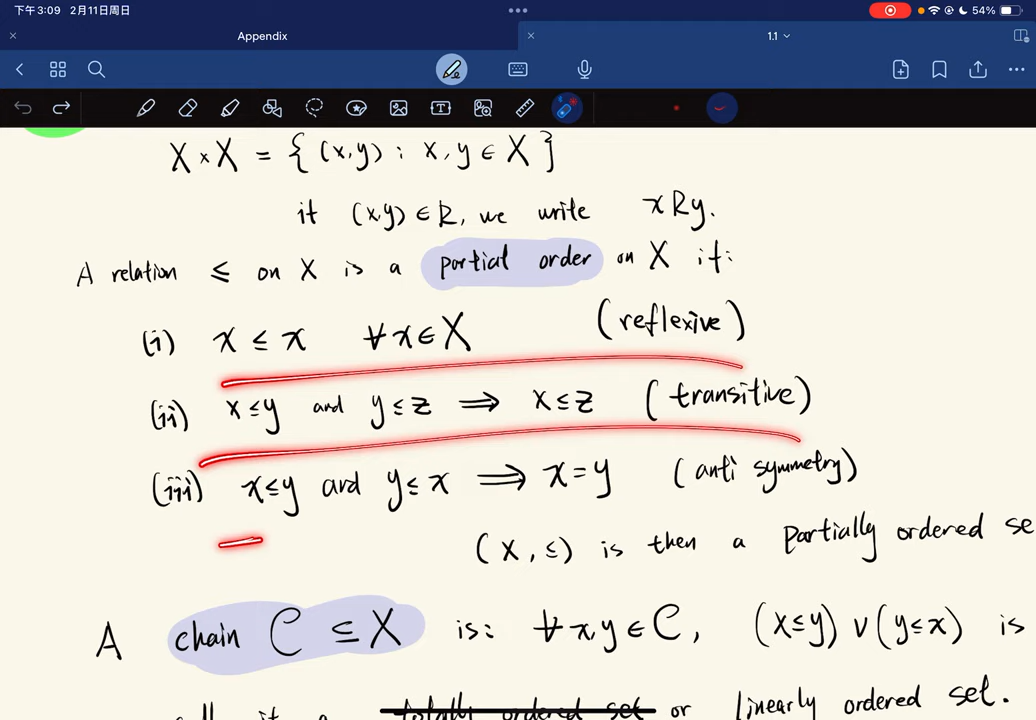 下午3:09 2月11日周日 54%
Appendix 1.1
X × X = { (x,y) : x, y ∈ X }
if (x,y) ∈ R, we write xRy.
A relation ≤ on X is a partial order on X if:
(i) x ≤ x ∀x ∈ X (reflexive)
(ii) x ≤ y and y ≤ z ⟹ x ≤ z (transitive)
(iii) x ≤ y and y ≤ x ⟹ x = y (anti symmetry)
(X, ≤) is then a partially ordered se
A chain C ⊆ X is: ∀ x,y ∈ C, (x≤y) ∨ (y≤x) is
call it a totally ordered set or linearly ordered set.